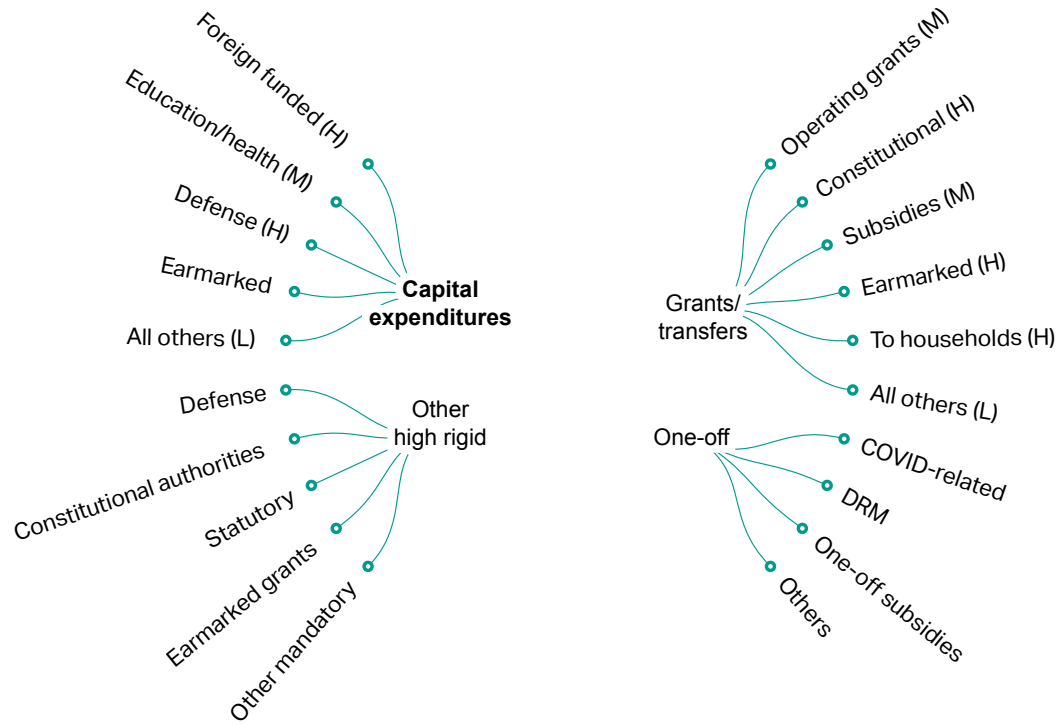 Foreign funded (H)
Education/health (M)
Defense (H)
Earmarked
All others (L)
Capital
expenditures
Defense
Constitutional authorities
Statutory
Earmarked grants
Other mandatory
Other
high rigid
Operating grants (M)
Constitutional (H)
Subsidies (M)
Earmarked (H)
To households (H)
All others (L)
Grants/
transfers
One-off
COVID-related
DRM
One-off subsidies
Others